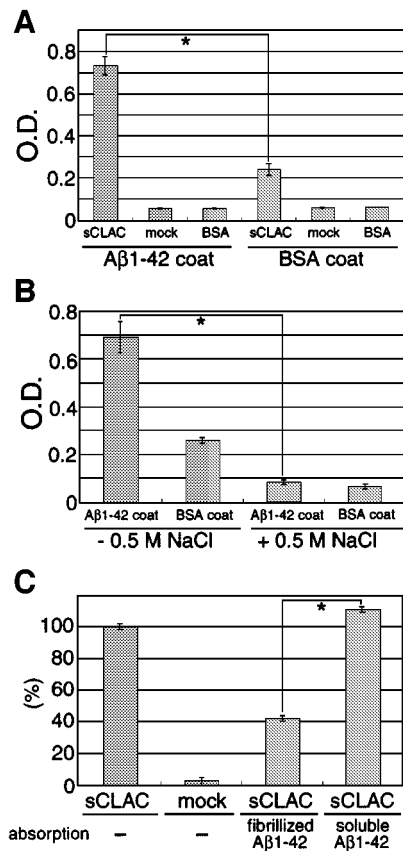 A
*
0.8
0.6
0.4
0.2
0
O.D.
sCLAC mock BSA sCLAC mock BSA
Aβ1-42 coat BSA coat
B
*
0.8
0.6
0.4
0.2
0
O.D.
Aβ1-42 coat BSA coat Aβ1-42 coat BSA coat
- 0.5 M NaCl + 0.5 M NaCl
C
*
100
80
60
40
20
0
(%)
sCLAC mock sCLAC sCLAC
absorption – – fibrillized soluble
Aβ1-42 Aβ1-42